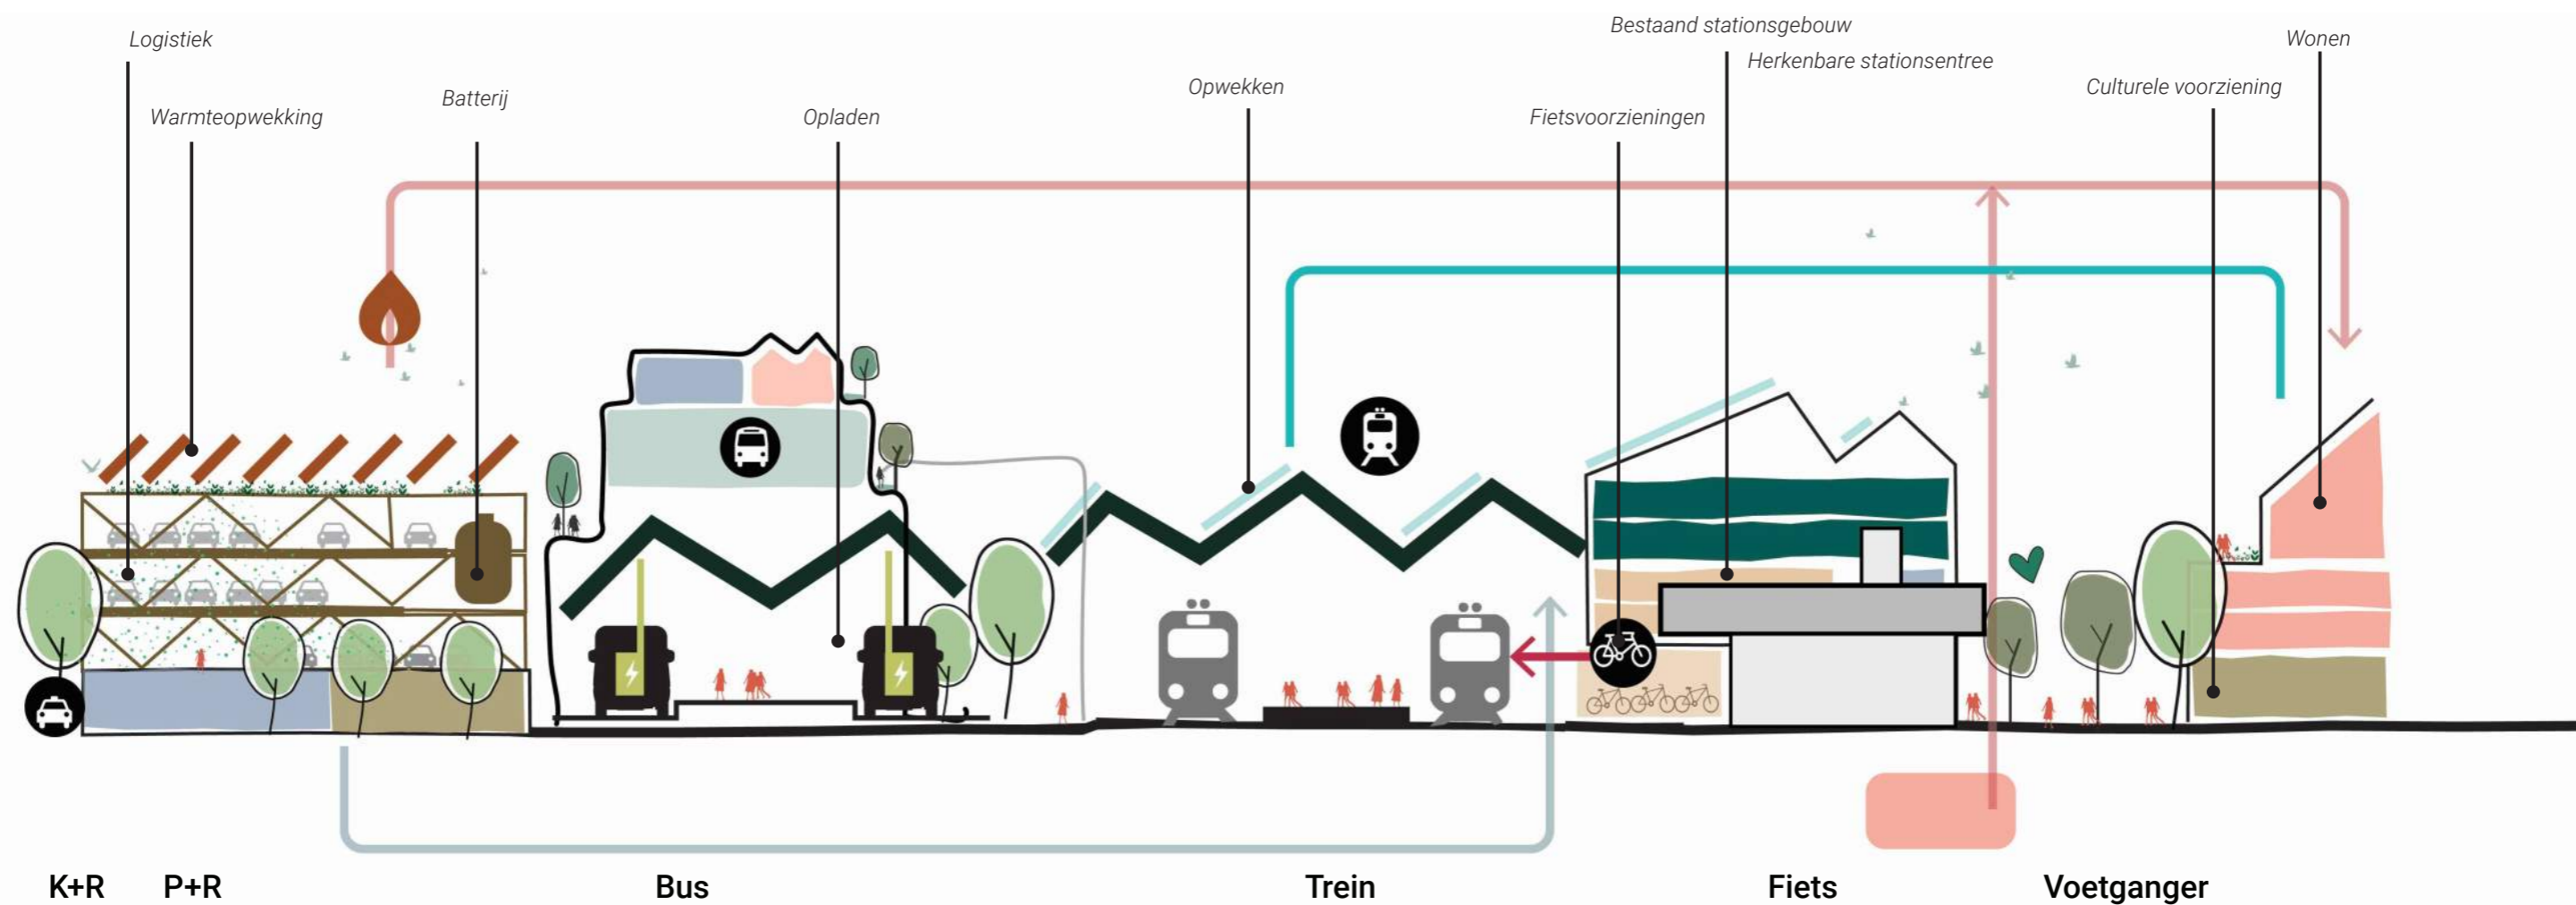 Logistiek
Warmteopwekking
Batterij
Opladen
Opwekken
Fietsvoorzieningen
Bestaand stationsgebouw
Herkenbare stationsentree
Culturele voorziening
Wonen
K+R
P+R
Bus
Trein
Fiets
Voetganger